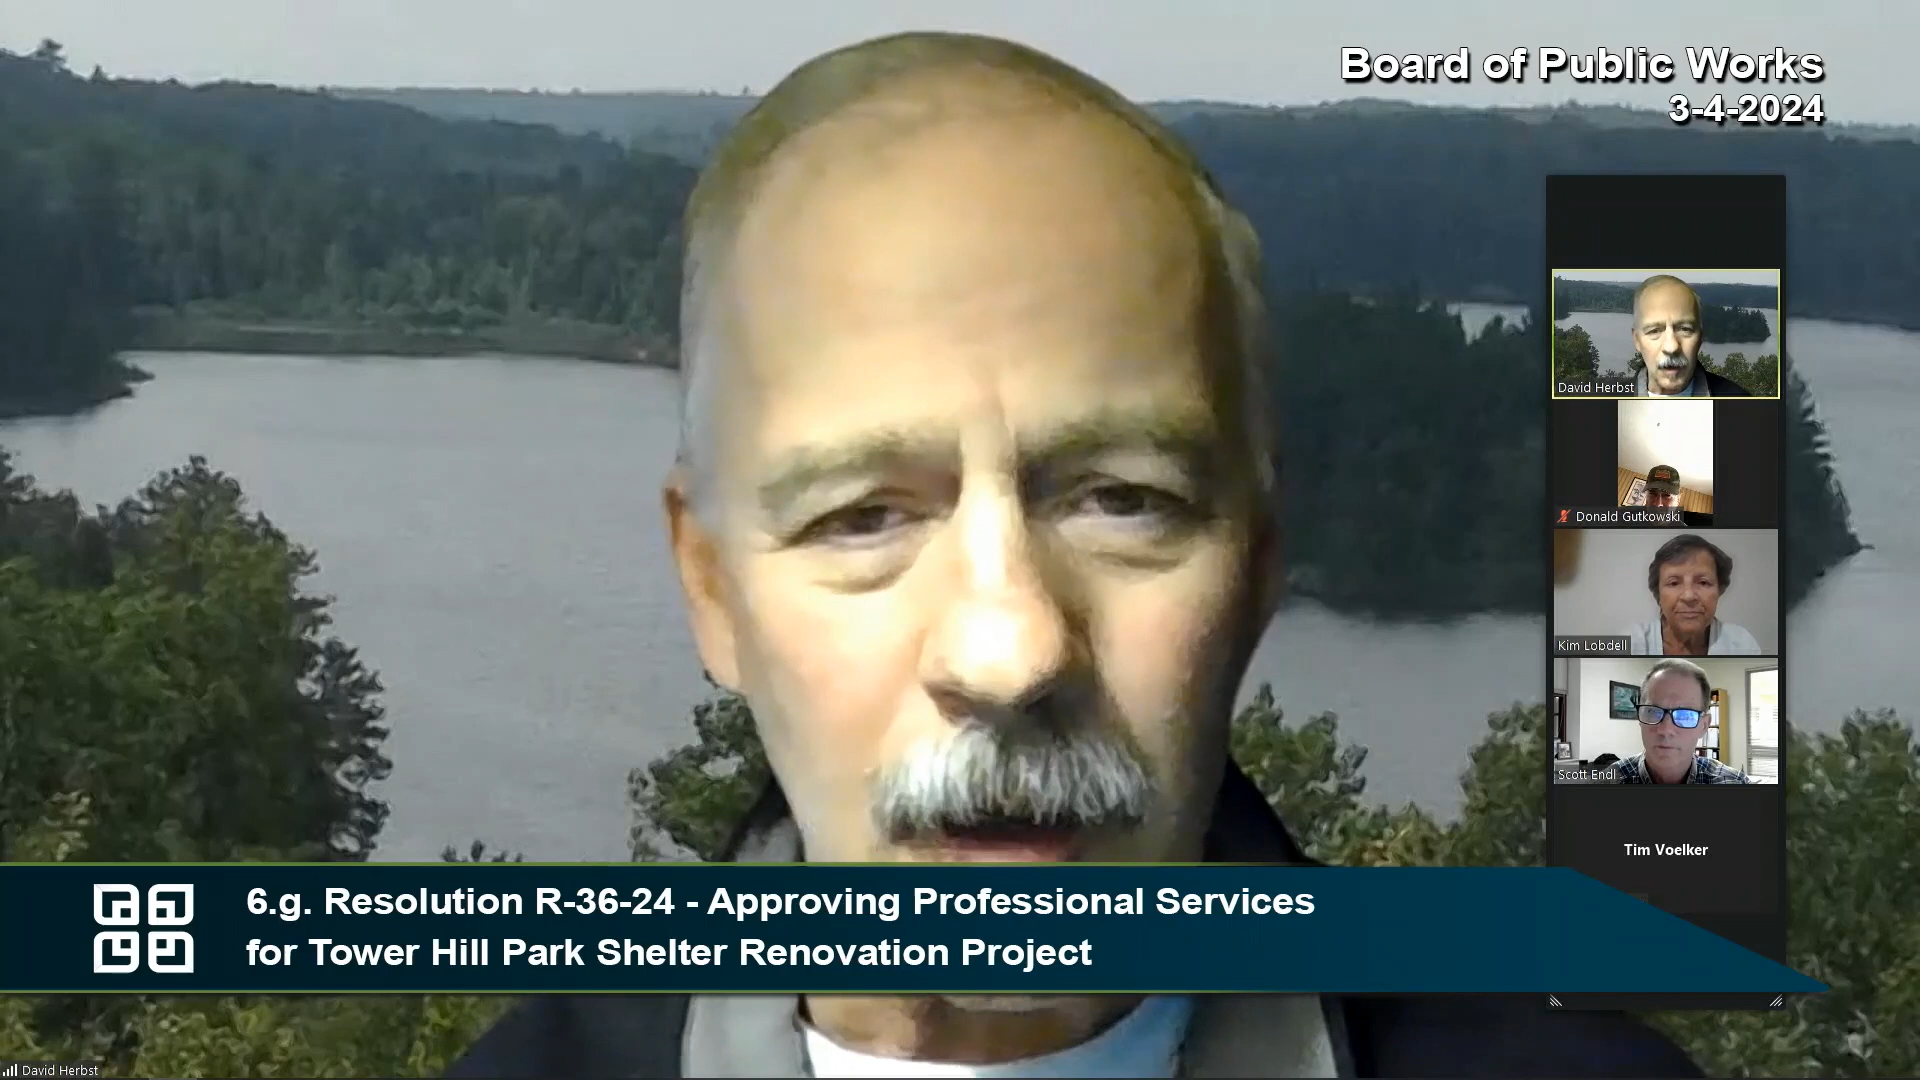 Board of Public Works
3-4-2024
David Herbst
Donald Gutkowski
Kim Lobdell
Scott Endl
Tim Voelker
6.g. Resolution R-36-24 - Approving Professional Services
for Tower Hill Park Shelter Renovation Project
David Herbst